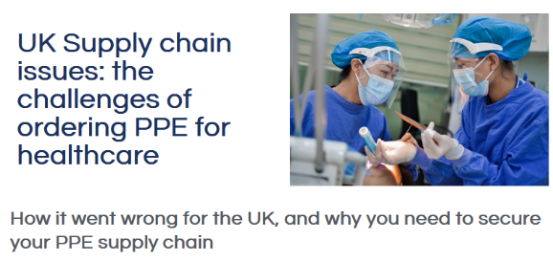 UK Supply chain
issues: the
challenges of
ordering PPE for
healthcare
How it went wrong for the UK, and why you need to secure
your PPE supply chain